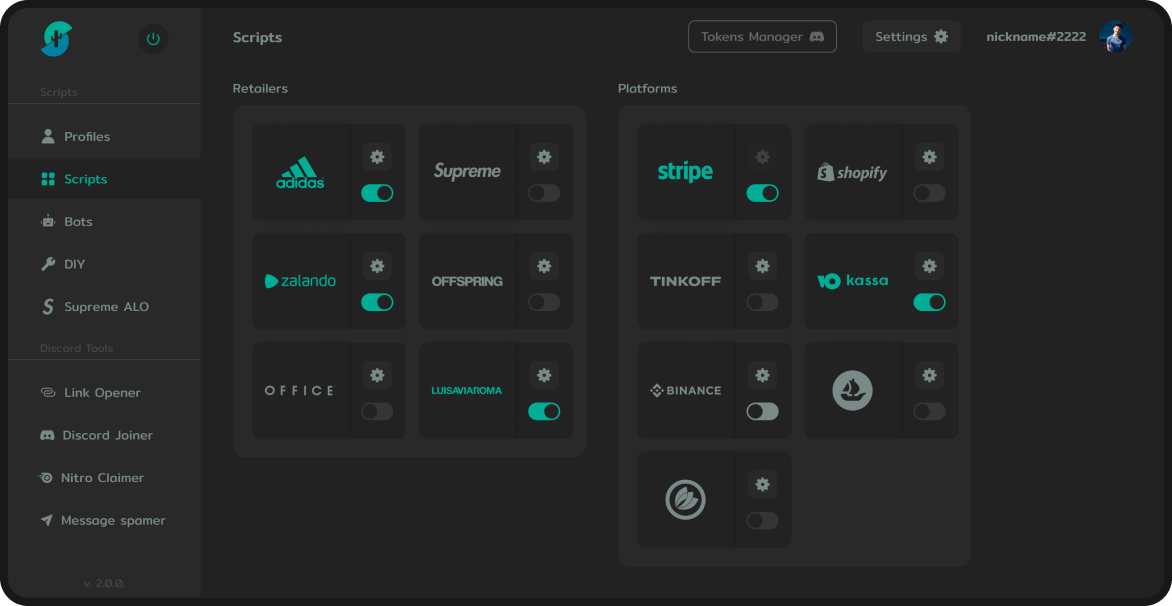 Scripts
Tokens Manager
Settings
nickname#2222
Scripts
Profiles
Scripts
Bots
DIY
Supreme ALO
Discord Tools
Link Opener
Discord Joiner
Nitro Claimer
Message spamer
v. 2.0.0.
Retailers
adidas
Supreme
zalando
OFFSPRING
OFFICE
LUISAVIAROMA
Platforms
stripe
shopify
TINKOFF
kassa
BINANCE